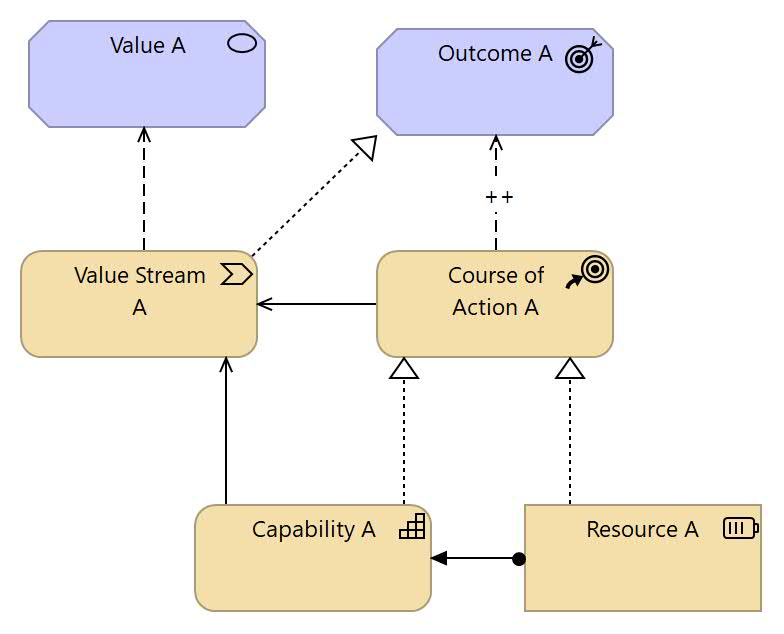 Value A
Outcome A
++
Value Stream
A
Course of
Action A
Capability A
Resource A